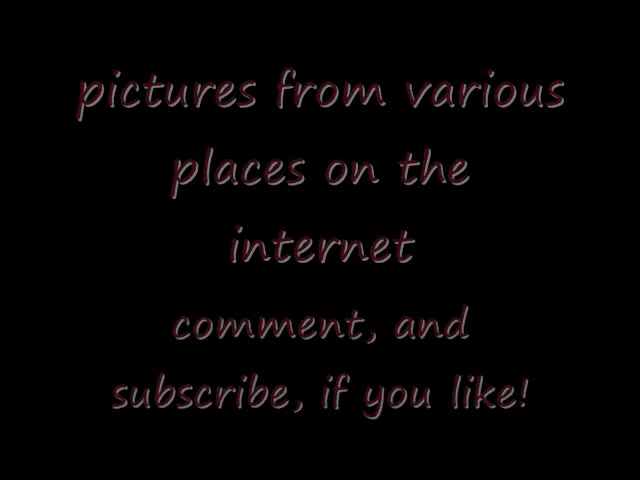 pictures from various
places on the
internet
comment, and
subscribe, if you like!